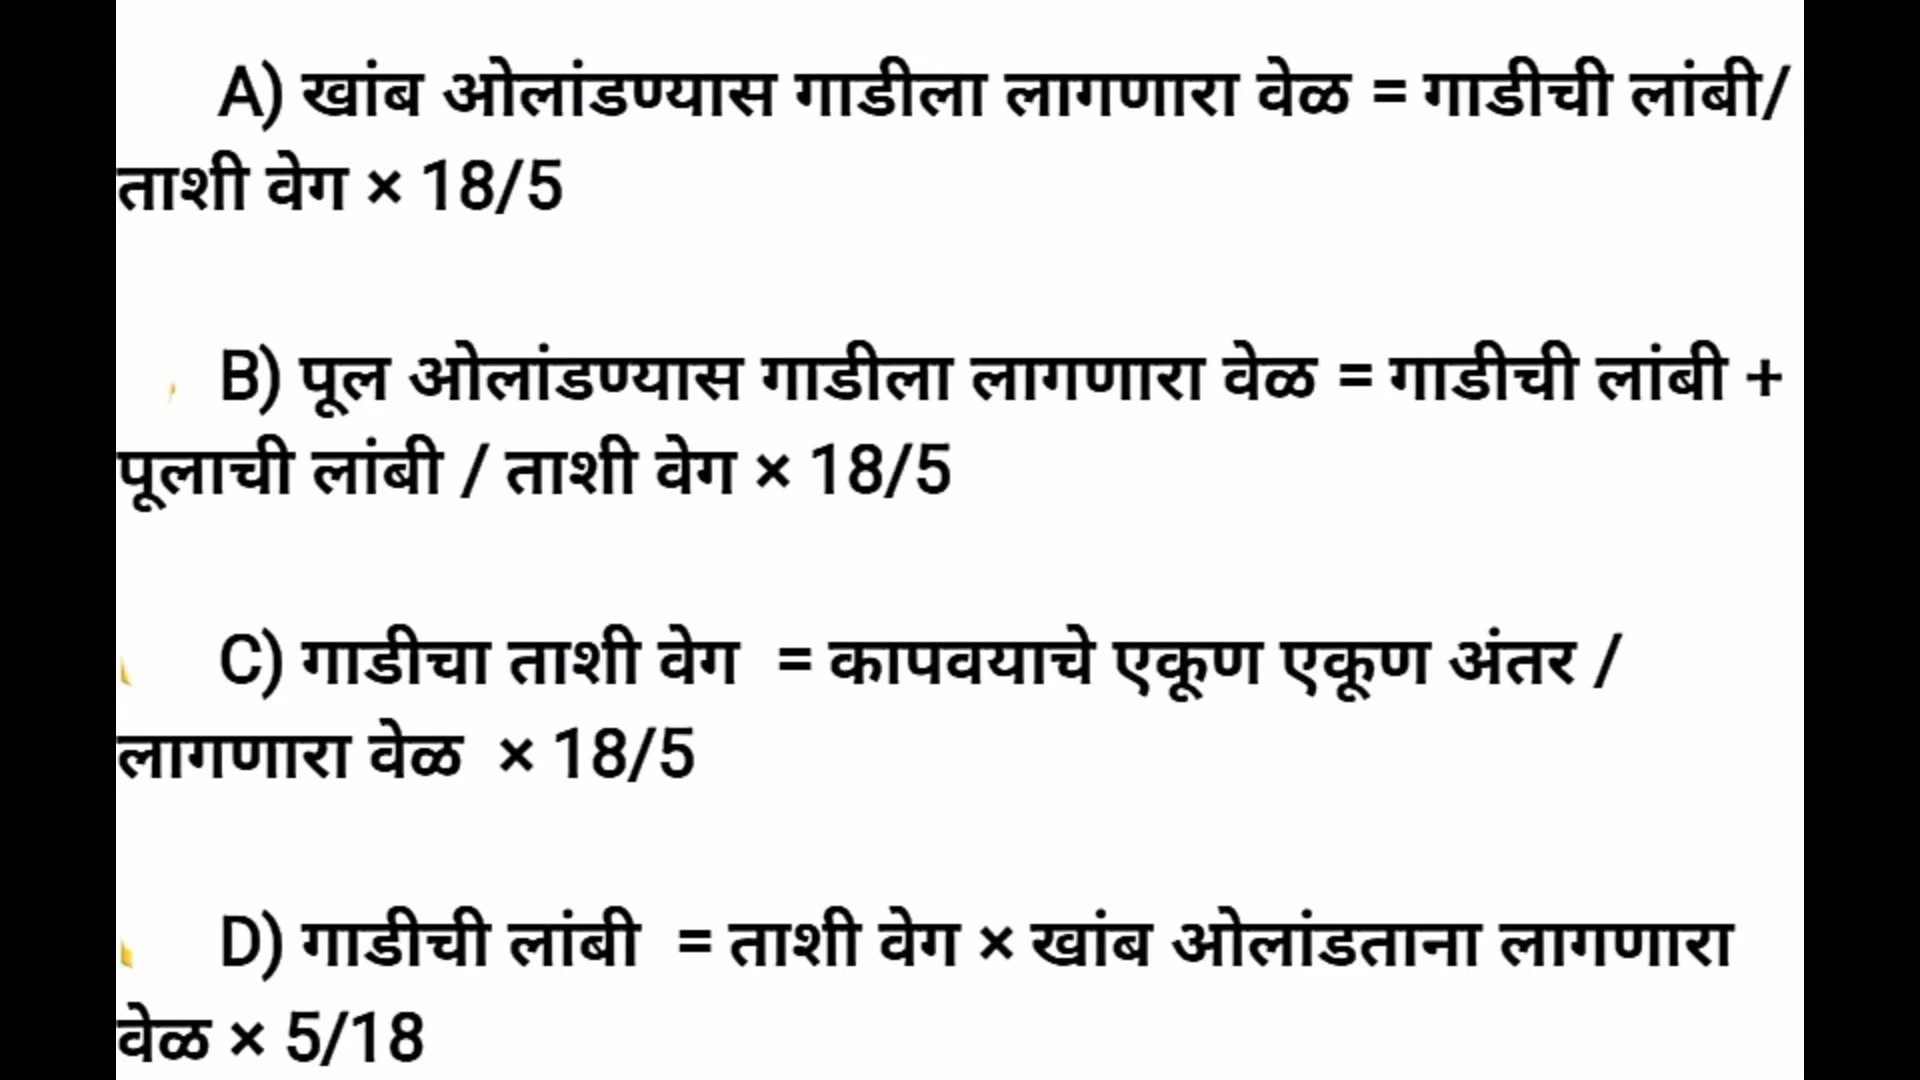 A) खांब ओलांडण्यास गाडीला लागणारा वेळ = गाडीची लांबी/
ताशी वेग × 18/5
B) पूल ओलांडण्यास गाडीला लागणारा वेळ = गाडीची लांबी +
पूलाची लांबी / ताशी वेग × 18/5
C) गाडीचा ताशी वेग = कापवयाचे एकूण एकूण अंतर /
लागणारा वेळ × 18/5
D) गाडीची लांबी = ताशी वेग × खांब ओलांडताना लागणारा
वेळ × 5/18